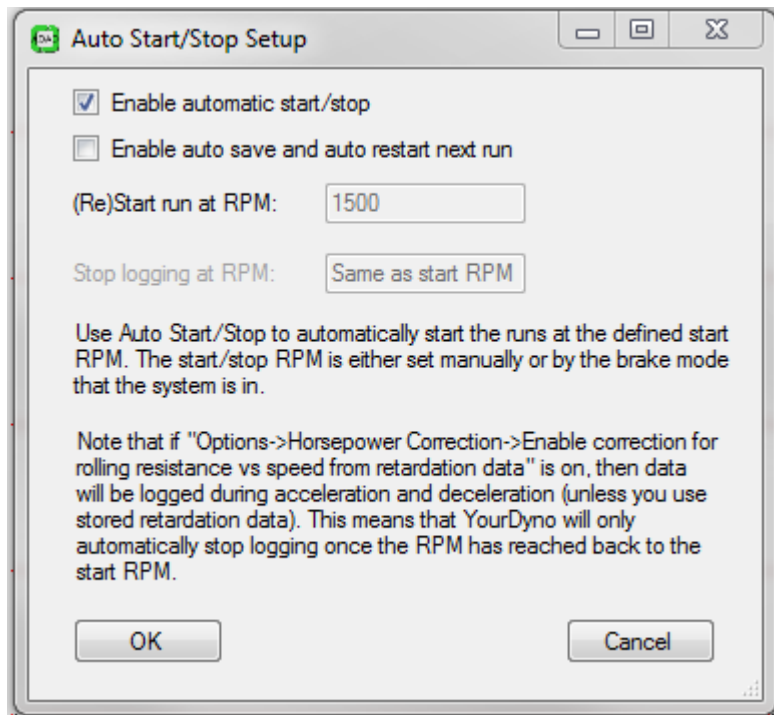 Auto Start/Stop Setup
Enable automatic start/stop
Enable auto save and auto restart next run
(Re)Start run at RPM: 1500
Stop logging at RPM: Same as start RPM
Use Auto Start/Stop to automatically start the runs at the defined start
RPM. The start/stop RPM is either set manually or by the brake mode
that the system is in.
Note that if "Options->Horsepower Correction->Enable correction for
rolling resistance vs speed from retardation data" is on, then data
will be logged during acceleration and deceleration (unless you use
stored retardation data). This means that YourDyno will only
automatically stop logging once the RPM has reached back to the
start RPM.
OK Cancel